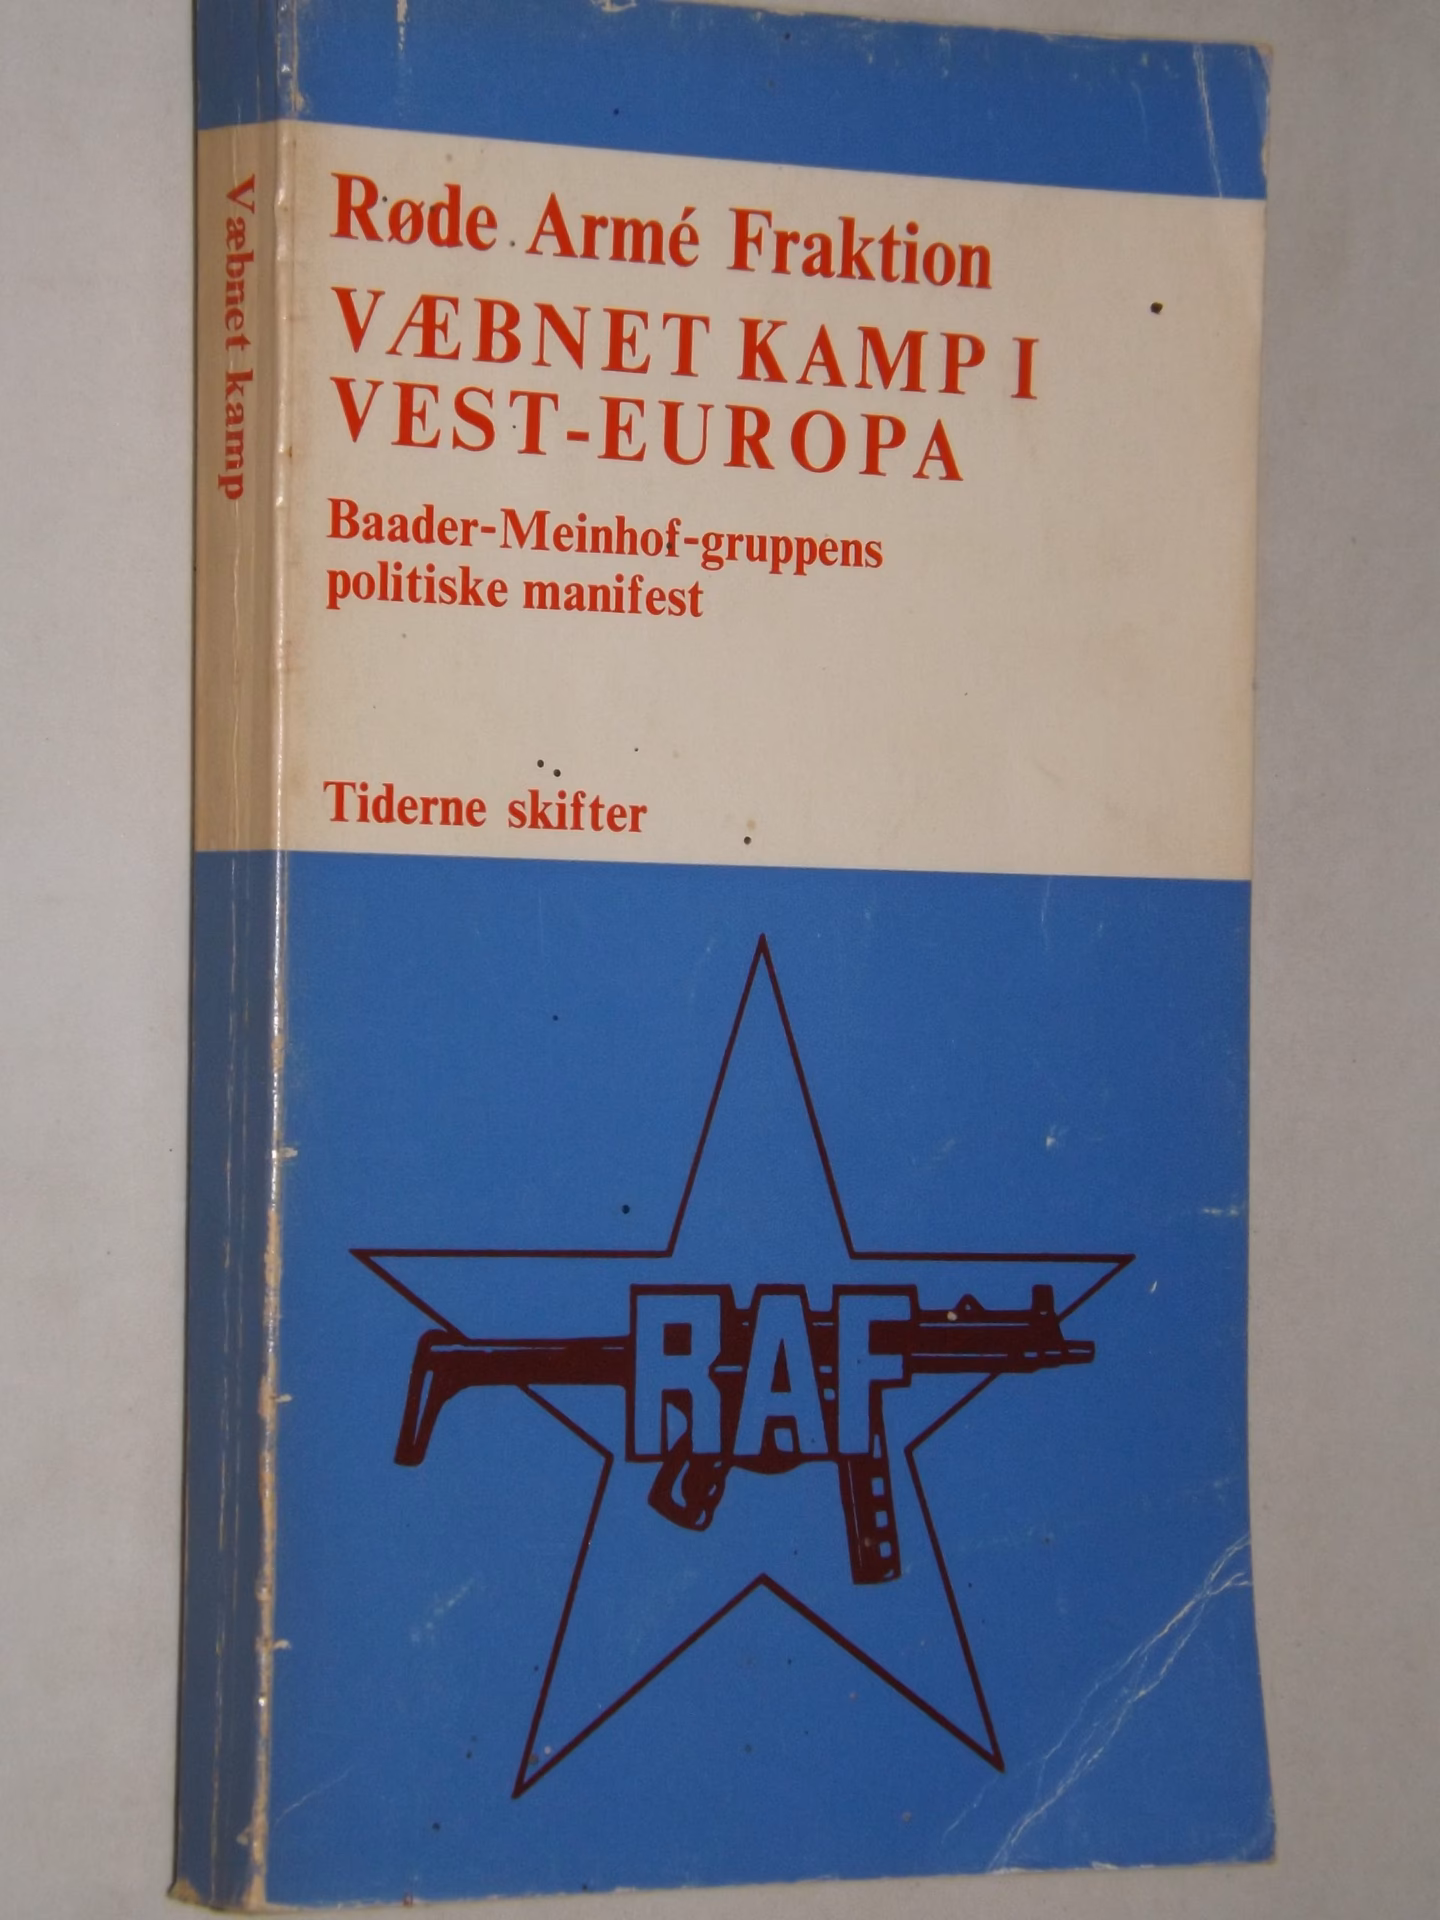 Røde Armé Fraktion
VÆBNET KAMP I
VEST-EUROPA
Baader-Meinhof-gruppens
politiske manifest
Tiderne skifter
RAF
Væbnet kamp